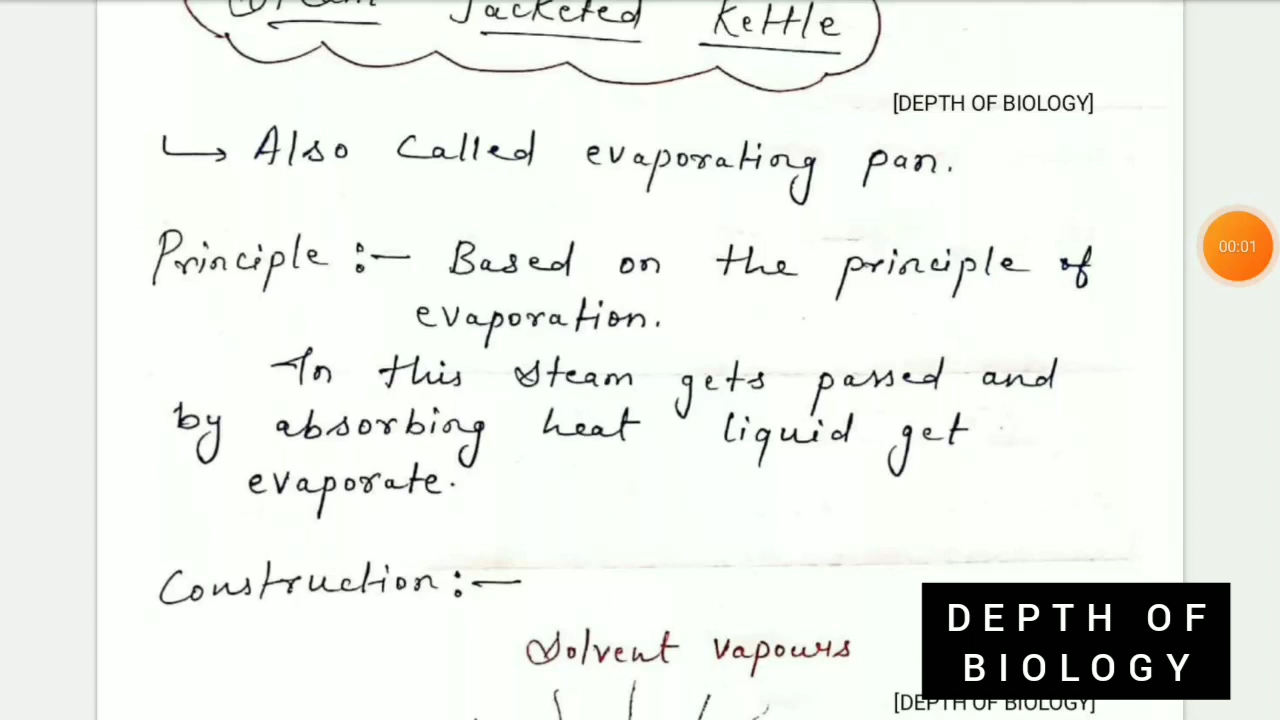 Steam Jacketed Kettle
[DEPTH OF BIOLOGY]
↳ Also called evaporating pan.
Principle :- Based on the principle of
evaporation.
In this steam gets passed and
by absorbing heat liquid get
evaporate.
00:01
Construction :-
Solvent vapours
DEPTH OF
BIOLOGY
[DEPTH OF BIOLOGY]